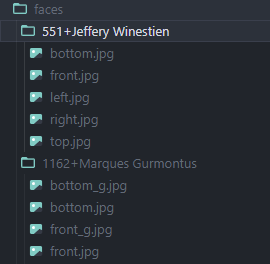 faces
551+Jeffery Winestien
bottom.jpg
front.jpg
left.jpg
right.jpg
top.jpg
1162+Marques Gurmontus
bottom_g.jpg
bottom.jpg
front_g.jpg
front.jpg